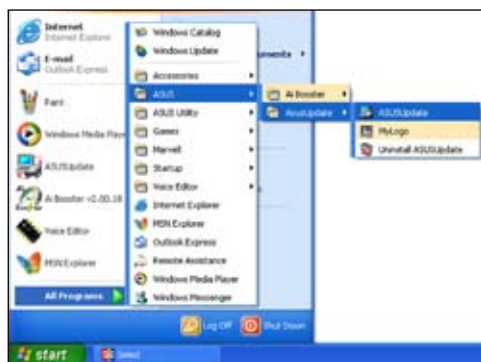 Internet
Internet Explorer
E-mail
Outlook Express
Paint
Windows Media Player
ASUSUpdate
Ai Booster v2.00.18
Voice Editor
MSN Explorer
All Programs
Windows Catalog
Windows Update
Accessories
ASUS
ASUS Utility
Games
Marvell
Startup
Voice Editor
Internet Explorer
MSN Explorer
Outlook Express
Remote Assistance
Windows Media Player
Windows Messenger
uments
Ai Booster
AsusUpdate
ASUSUpdate
MyLogo
Uninstall ASUSUpdate
Log Off
Shut Down
start